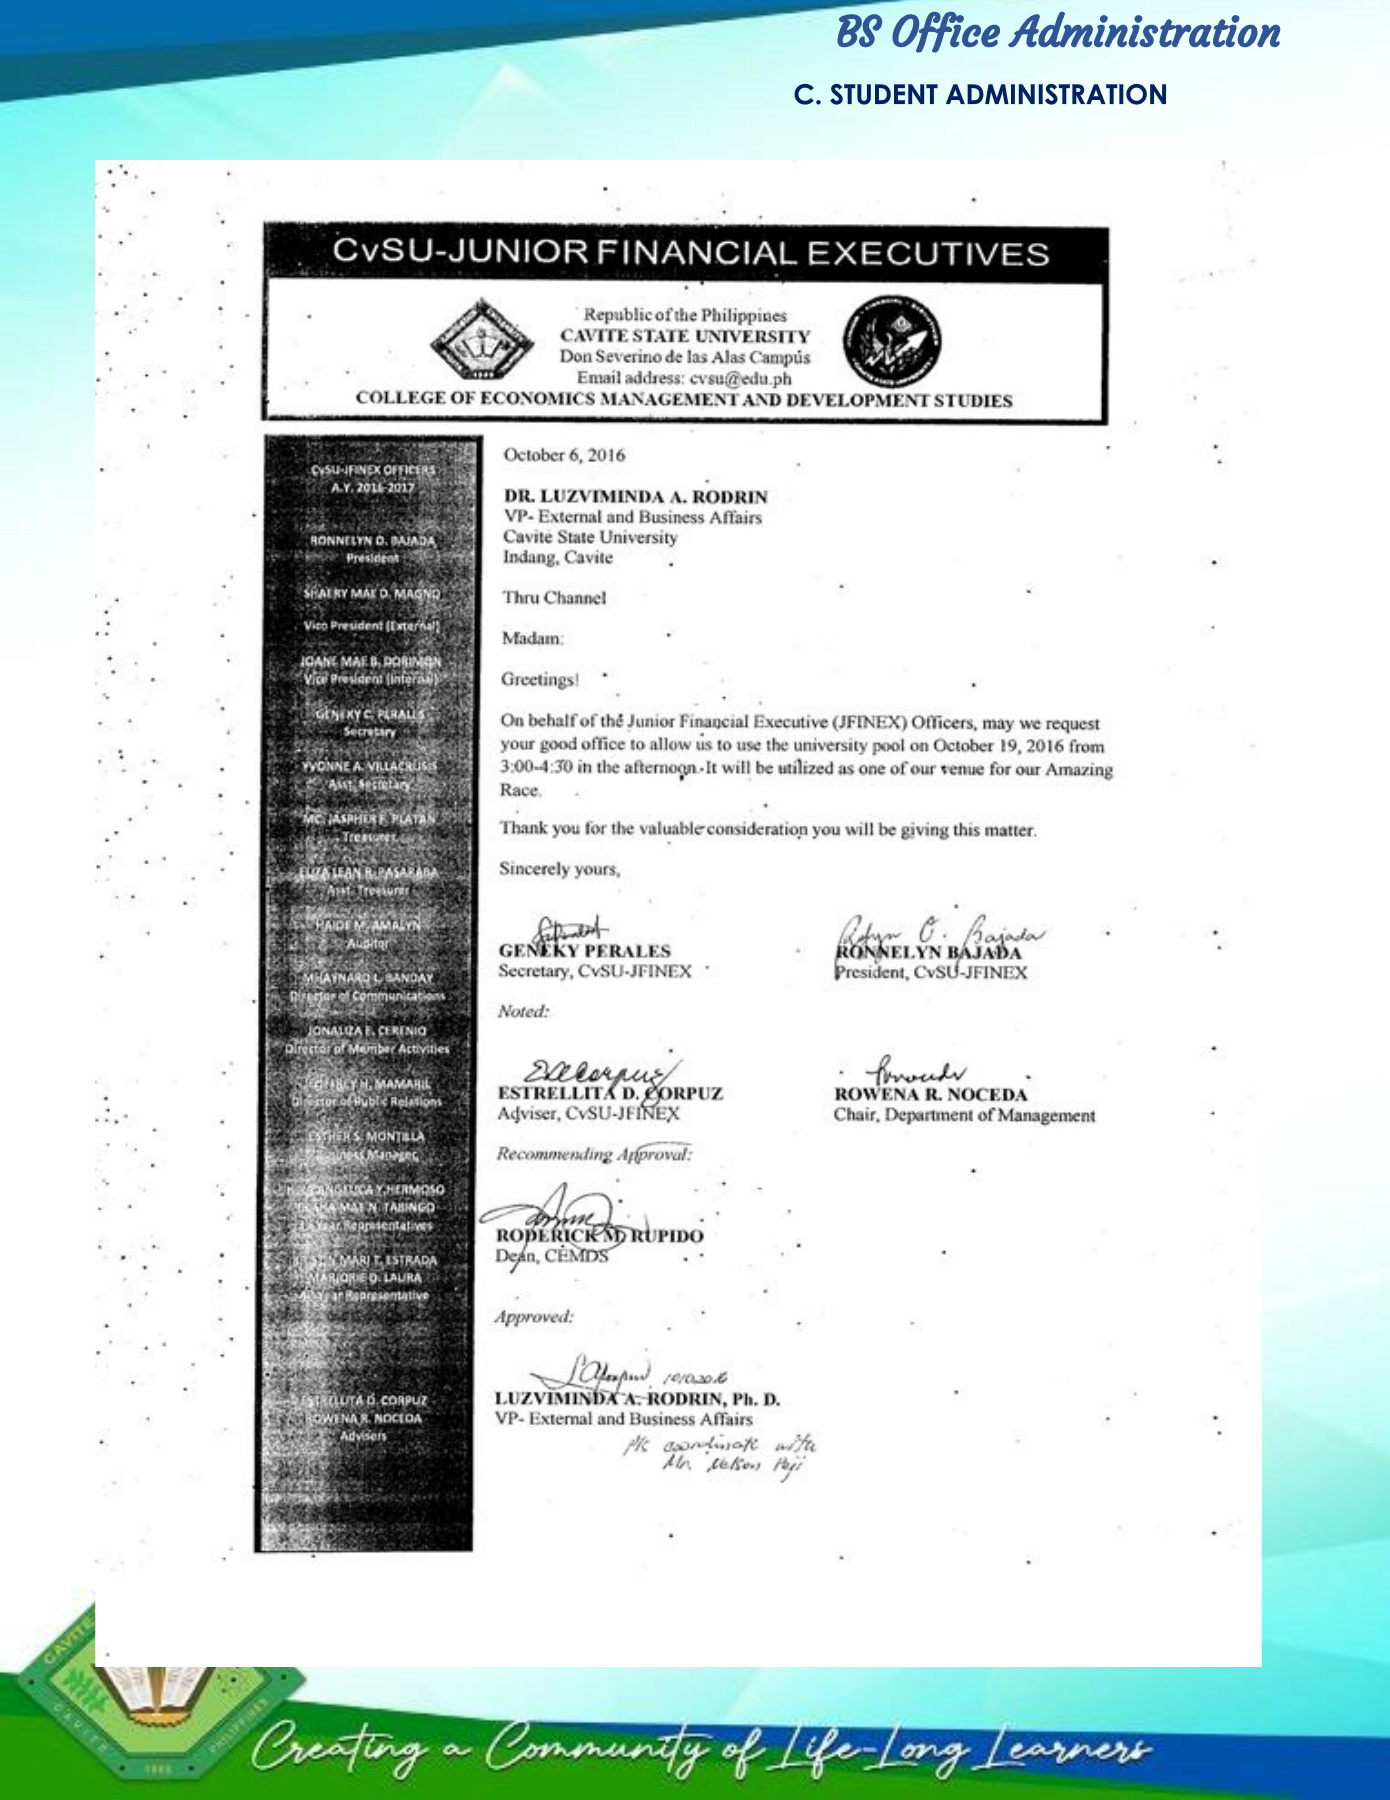 BS Office Administration
C. STUDENT ADMINISTRATION
CvSU-JUNIOR FINANCIAL EXECUTIVES
Republic of the Philippines
CAVITE STATE UNIVERSITY
Don Severino de las Alas Campus
Email address: cvsu@edu.ph
COLLEGE OF ECONOMICS MANAGEMENT AND DEVELOPMENT STUDIES
CvSU-JFINEX OFFICERS
A.Y. 2016-2017
RONNELYN O. BAJADA
President
SHAERY MAE D. MAGNO
Vice President (External)
JOANE MAE B. DORIMON
Vice President (Internal)
GENEKY C. PERALES
Secretary
YVONNE A. VILLACRUSIS
Asst. Secretary
MC. JASPHER F. PLATAN
Treasurer
ELIZA LEAN R. PASARABA
Asst. Treasurer
HAIDE M. AMALYN
Auditor
MHAYNARD L. BANDAY
Director of Communications
JONALIZA E. CERENIO
Director of Member Activities
H. MAMARIL
Director of Public Relations
ESTHER S. MONTILLA
Business Manager
ANGELICA Y. HERMOSO
MAE N. TABINGO
Year Representatives
MARI T. ESTRADA
MARJORIE O. LAURA
Year Representative
ESTRELLITA D. CORPUZ
ROWENA R. NOCEDA
Advisers
October 6, 2016
DR. LUZVIMINDA A. RODRIN
VP- External and Business Affairs
Cavite State University
Indang, Cavite
Thru Channel
Madam:
Greetings!
On behalf of the Junior Financial Executive (JFINEX) Officers, may we request
your good office to allow us to use the university pool on October 19, 2016 from
3:00-4:30 in the afternoon. It will be utilized as one of our venue for our Amazing
Race.
Thank you for the valuable consideration you will be giving this matter.
Sincerely yours,
GENEKY PERALES
Secretary, CvSU-JFINEX
RONNELYN BAJADA
President, CvSU-JFINEX
Noted:
ESTRELLITA D. CORPUZ
Adviser, CvSU-JFINEX
ROWENA R. NOCEDA
Chair, Department of Management
Recommending Approval:
RODERICK M. RUPIDO
Dean, CEMDS
Approved:
LUZVIMINDA A. RODRIN, Ph. D.
VP- External and Business Affairs
Pls coordinate with
Mr. Nelson
Creating a Community of Life-Long Learners
CAVITE